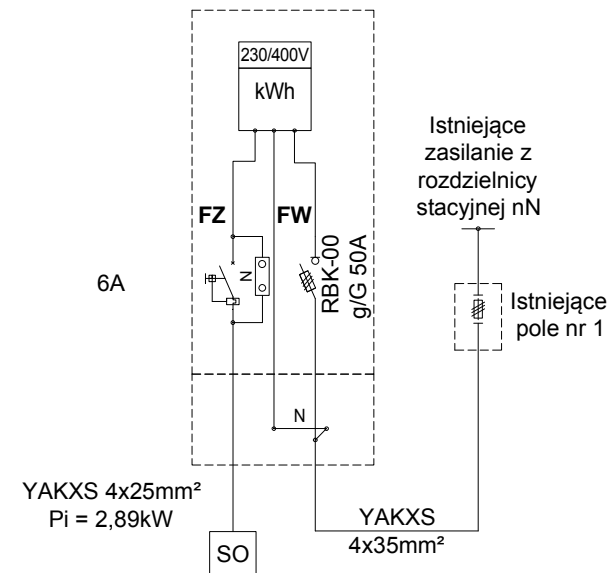 230/400V
kWh
FZ
FW
N
RBK-00
g/G 50A
6A
Istniejące
zasilanie z
rozdzielnicy
stacyjnej nN
Istniejące
pole nr 1
N
YAKXS 4x25mm²
Pi = 2,89kW
SO
YAKXS
4x35mm²